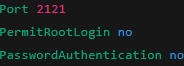 Port 2121
PermitRootLogin no
PasswordAuthentication no